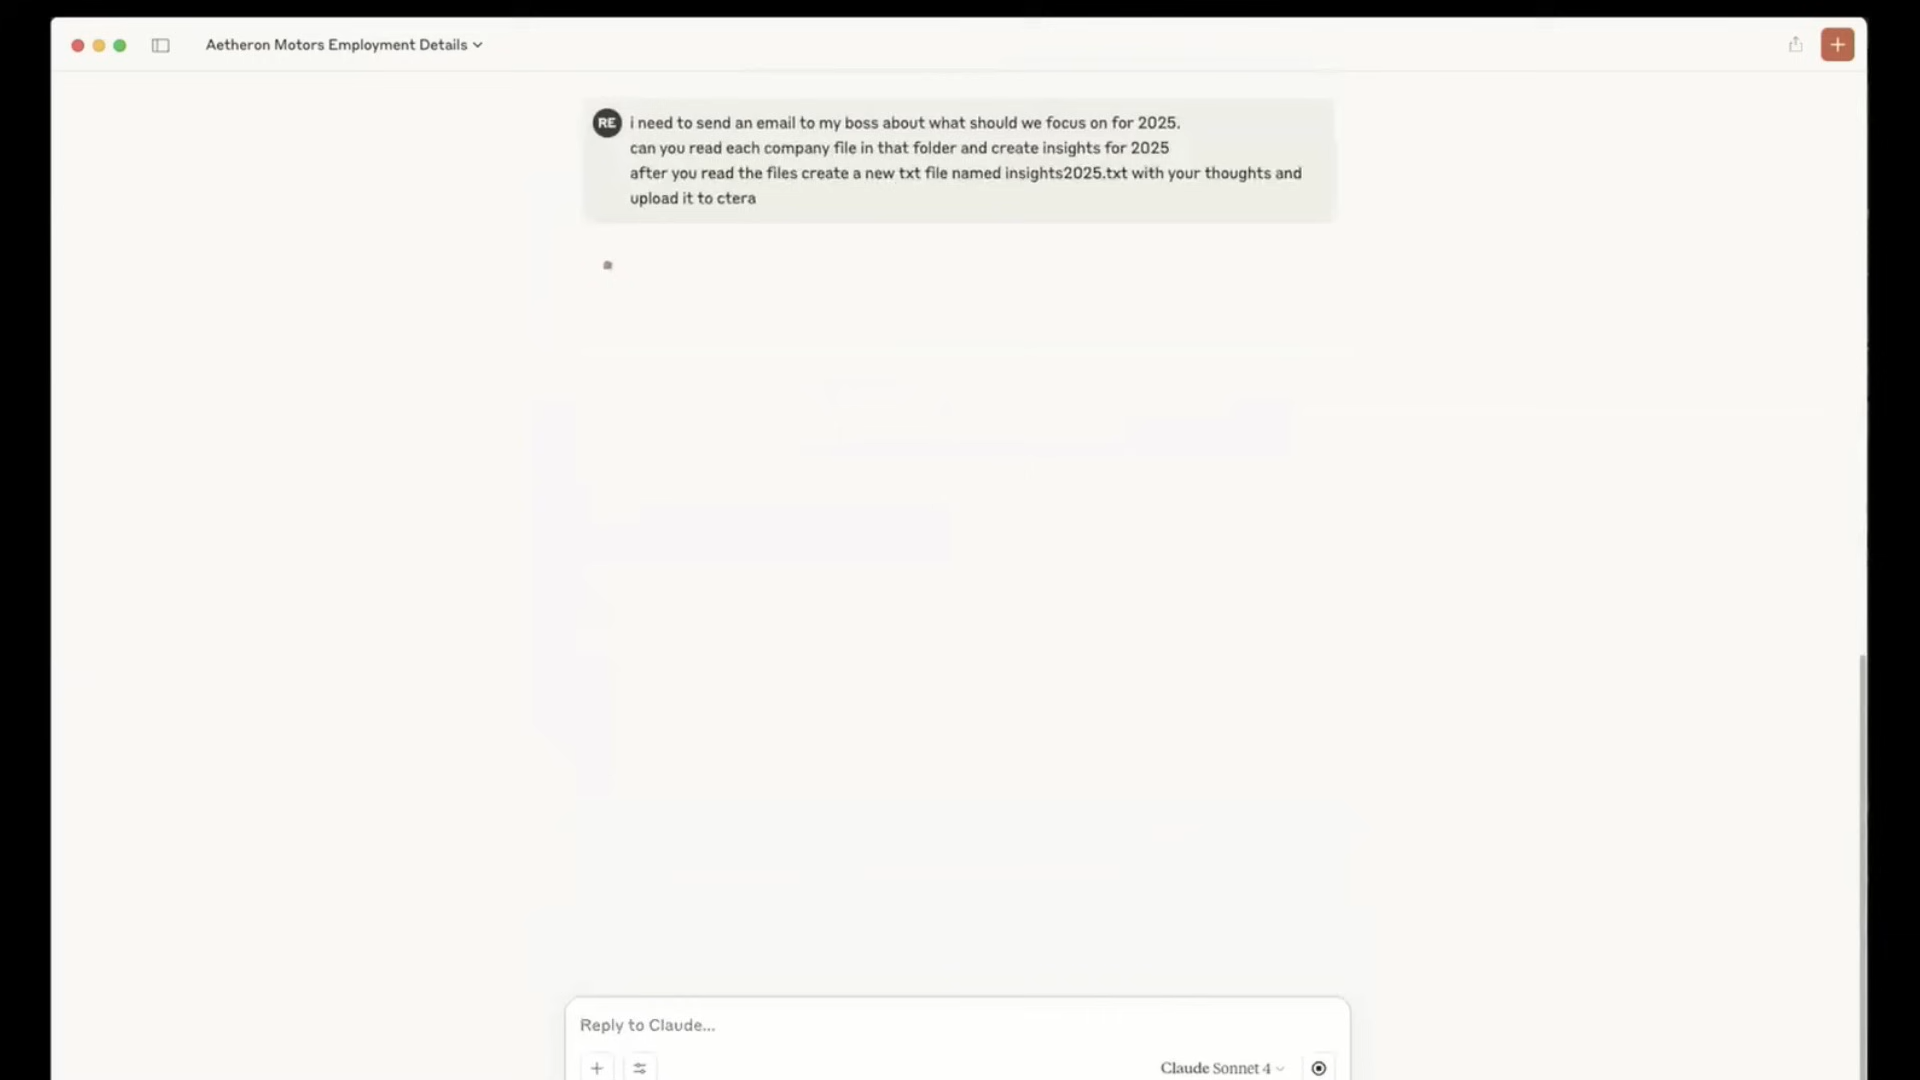 Aetheron Motors Employment Details
RE
i need to send an email to my boss about what should we focus on for 2025.
can you read each company file in that folder and create insights for 2025
after you read the files create a new txt file named insights2025.txt with your thoughts and
upload it to ctera
Reply to Claude...
Claude Sonnet 4